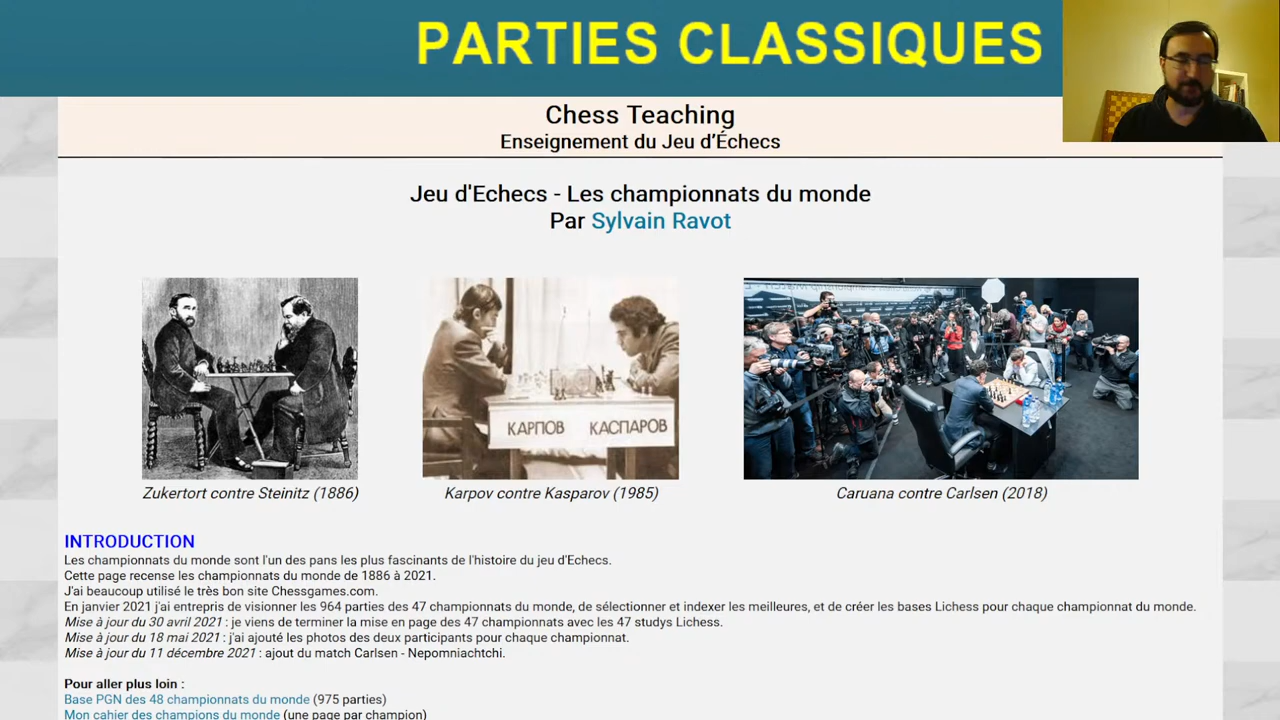 PARTIES CLASSIQUES
Chess Teaching
Enseignement du Jeu d'Échecs
Jeu d'Echecs - Les championnats du monde
Par Sylvain Ravot
КАРПОВ КАСПАРОВ
Zukertort contre Steinitz (1886)
Karpov contre Kasparov (1985)
Caruana contre Carlsen (2018)
INTRODUCTION
Les championnats du monde sont l'un des pans les plus fascinants de l'histoire du jeu d'Echecs.
Cette page recense les championnats du monde de 1886 à 2021.
J'ai beaucoup utilisé le très bon site Chessgames.com.
En janvier 2021 j'ai entrepris de visionner les 964 parties des 47 championnats du monde, de sélectionner et indexer les meilleures, et de créer les bases Lichess pour chaque championnat du monde.
Mise à jour du 30 avril 2021 : je viens de terminer la mise en page des 47 championnats avec les 47 studys Lichess.
Mise à jour du 18 mai 2021 : j'ai ajouté les photos des deux participants pour chaque championnat.
Mise à jour du 11 décembre 2021 : ajout du match Carlsen - Nepomniachtchi.
Pour aller plus loin :
Base PGN des 48 championnats du monde (975 parties)
Mon cahier des champions du monde (une page par champion)